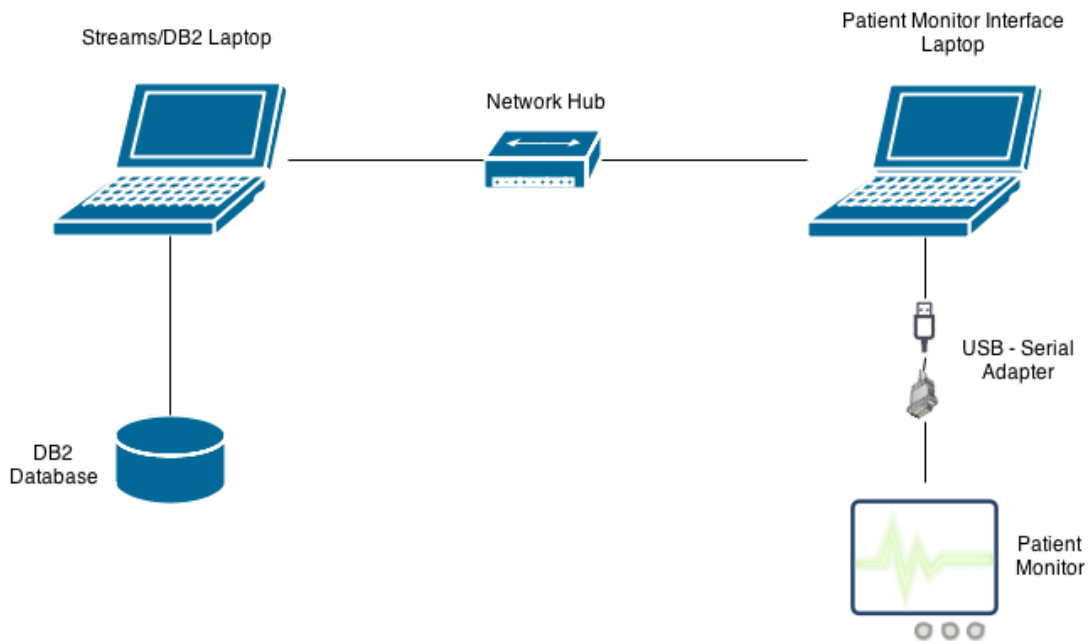 Streams/DB2 Laptop
Patient Monitor Interface
Laptop
Network Hub
USB - Serial
Adapter
DB2
Database
Patient
Monitor